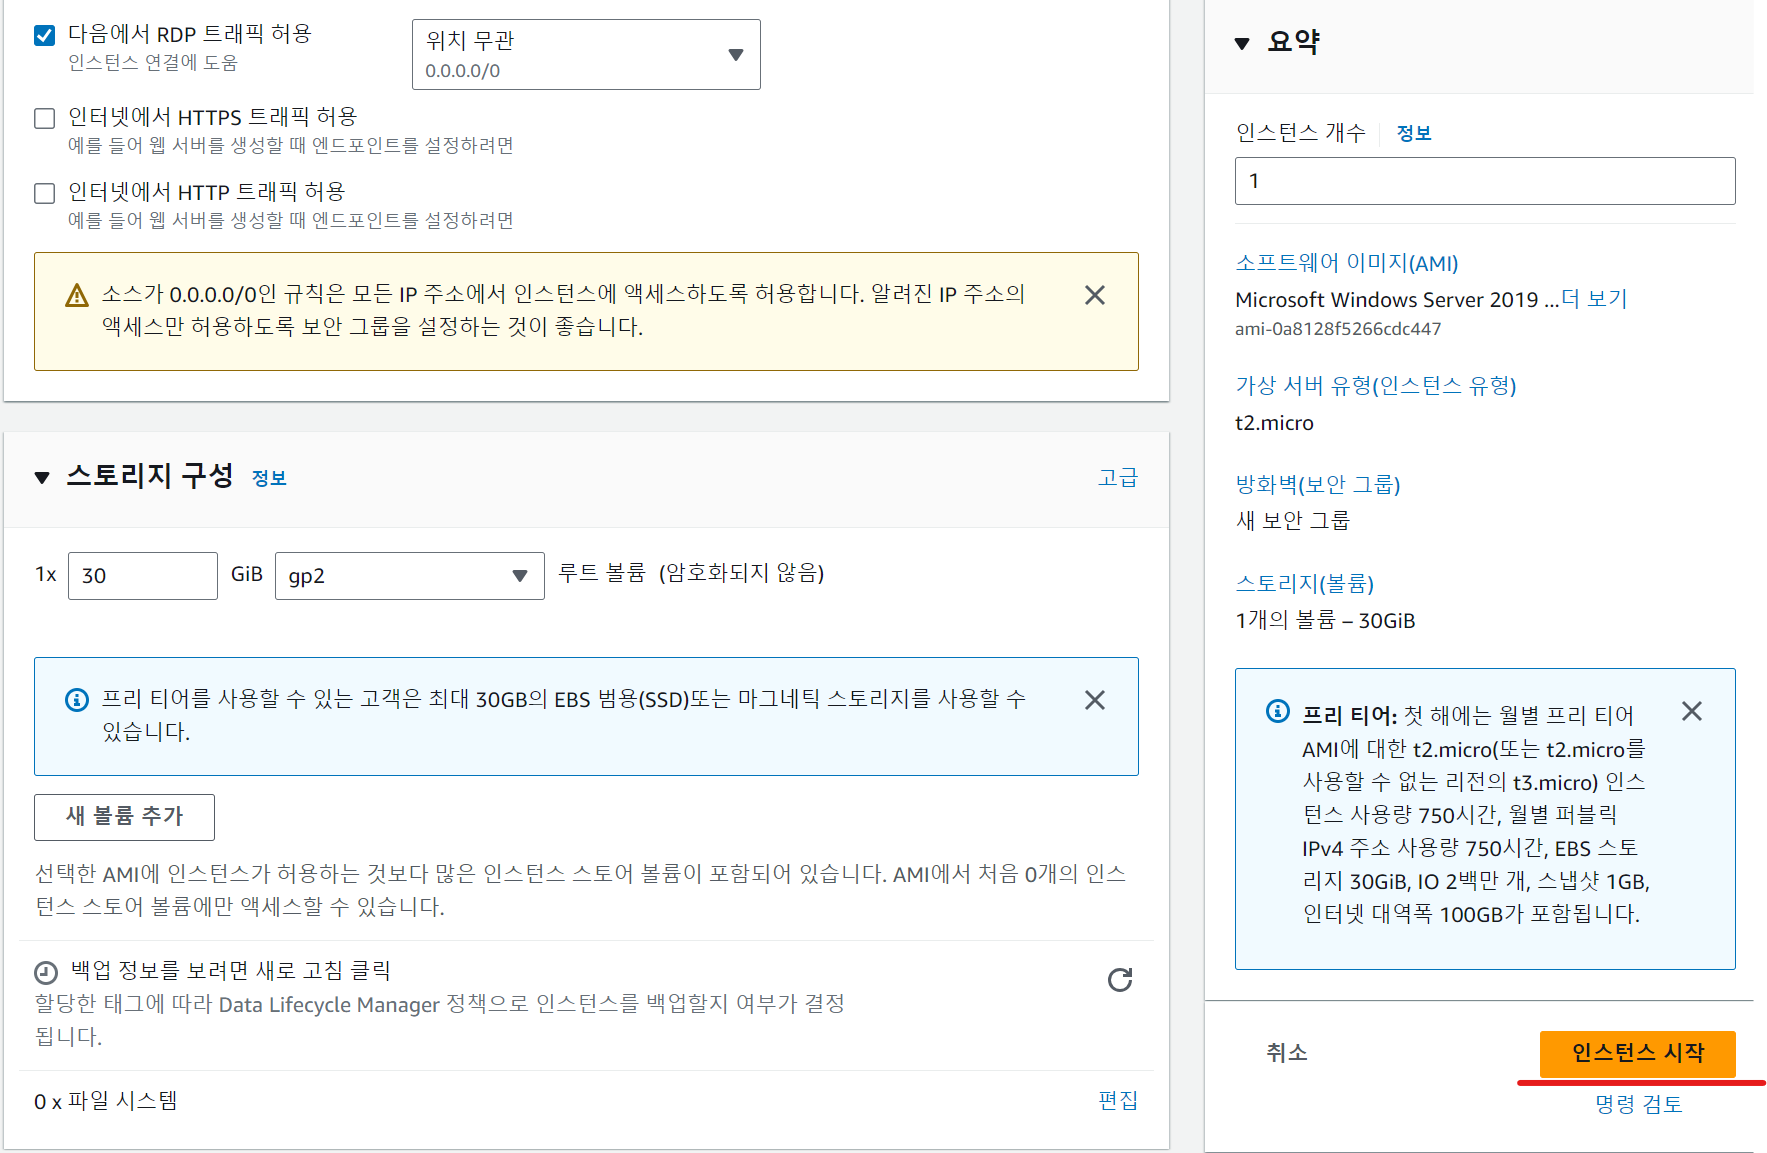 다음에서 RDP 트래픽 허용
인스턴스 연결에 도움
위치 무관
0.0.0.0/0
인터넷에서 HTTPS 트래픽 허용
예를 들어 웹 서버를 생성할 때 엔드포인트를 설정하려면
인터넷에서 HTTP 트래픽 허용
예를 들어 웹 서버를 생성할 때 엔드포인트를 설정하려면
소스가 0.0.0.0/0인 규칙은 모든 IP 주소에서 인스턴스에 액세스하도록 허용합니다. 알려진 IP 주소의
액세스만 허용하도록 보안 그룹을 설정하는 것이 좋습니다.
스토리지 구성 정보
고급
1x 30 GiB gp2 루트 볼륨 (암호화되지 않음)
프리 티어를 사용할 수 있는 고객은 최대 30GB의 EBS 범용(SSD)또는 마그네틱 스토리지를 사용할 수
있습니다.
새 볼륨 추가
선택한 AMI에 인스턴스가 허용하는 것보다 많은 인스턴스 스토어 볼륨이 포함되어 있습니다. AMI에서 처음 0개의 인스
턴스 스토어 볼륨에만 액세스할 수 있습니다.
백업 정보를 보려면 새로 고침 클릭
할당한 태그에 따라 Data Lifecycle Manager 정책으로 인스턴스를 백업할지 여부가 결정
됩니다.
0 x 파일 시스템
편집
요약
인스턴스 개수 정보
1
소프트웨어 이미지(AMI)
Microsoft Windows Server 2019 ...더 보기
ami-0a8128f5266cdc447
가상 서버 유형(인스턴스 유형)
t2.micro
방화벽(보안 그룹)
새 보안 그룹
스토리지(볼륨)
1개의 볼륨 – 30GiB
프리 티어: 첫 해에는 월별 프리 티어
AMI에 대한 t2.micro(또는 t2.micro를
사용할 수 없는 리전의 t3.micro) 인스
턴스 사용량 750시간, 월별 퍼블릭
IPv4 주소 사용량 750시간, EBS 스토
리지 30GiB, IO 2백만 개, 스냅샷 1GB,
인터넷 대역폭 100GB가 포함됩니다.
취소
인스턴스 시작
명령 검토